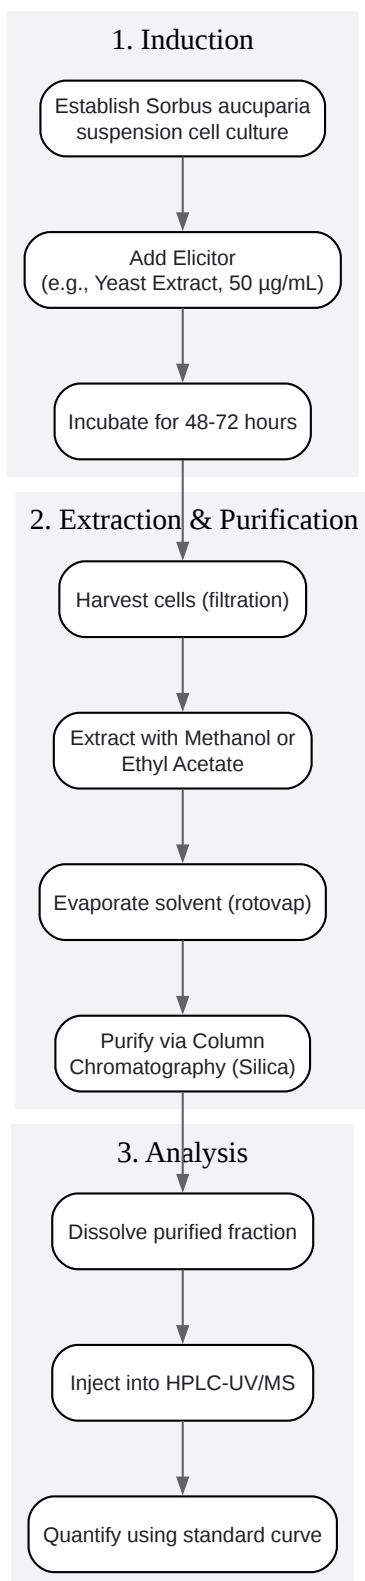 1. Induction
Establish Sorbus aucuparia
suspension cell culture
Add Elicitor
(e.g., Yeast Extract, 50 µg/mL)
Incubate for 48-72 hours
2. Extraction & Purification
Harvest cells (filtration)
Extract with Methanol or
Ethyl Acetate
Evaporate solvent (rotovap)
Purify via Column
Chromatography (Silica)
3. Analysis
Dissolve purified fraction
Inject into HPLC-UV/MS
Quantify using standard curve